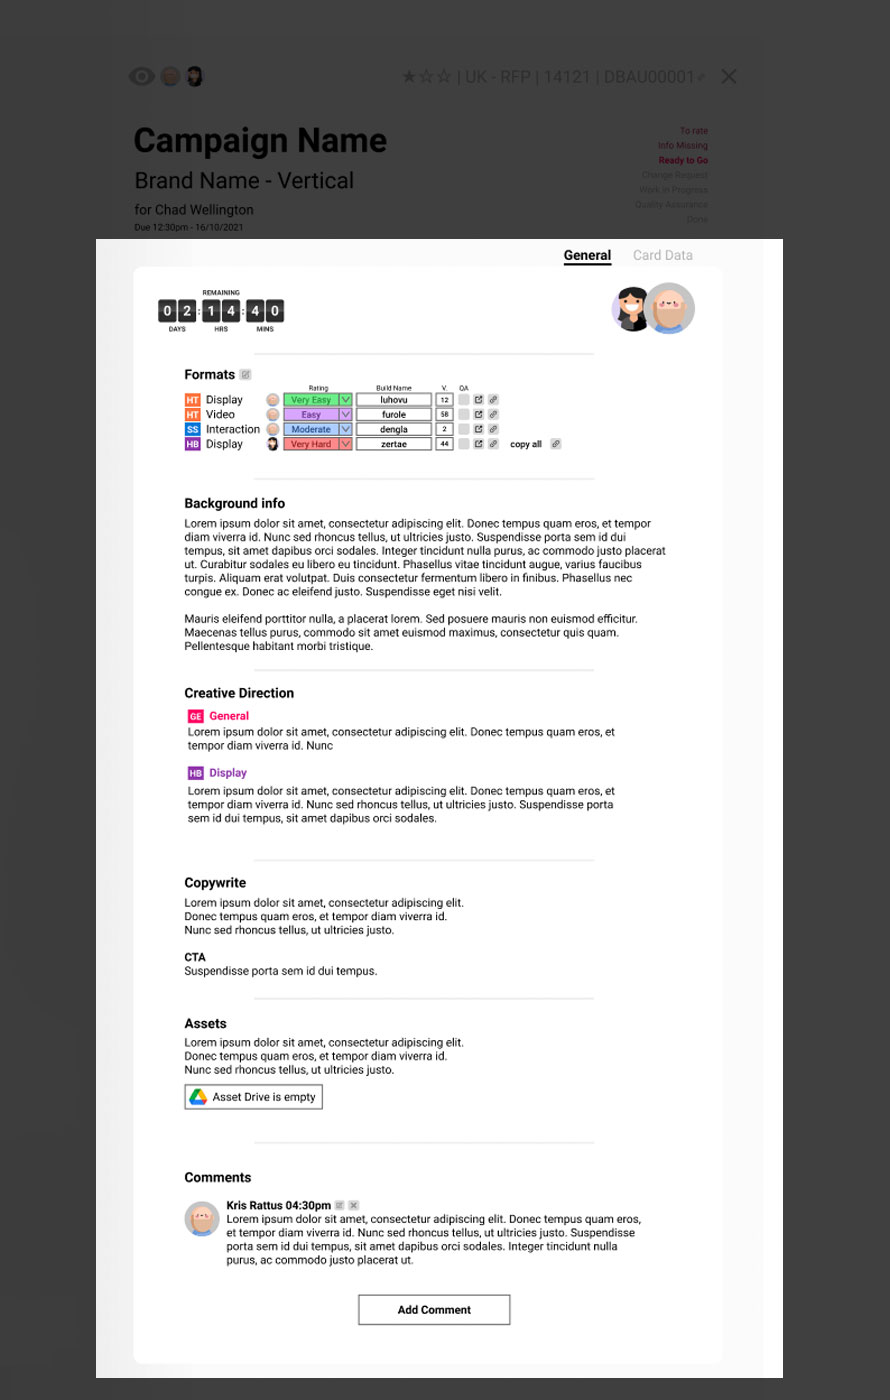 ★☆☆ | UK - RFP | 14121 | DBAU00001
Campaign Name
Brand Name - Vertical
for Chad Wellington
Due 12:30pm - 16/10/2021
To rate
Info Missing
Ready to Go
Change Request
Work in Progress
Quality Assurance
Done
General
Card Data
REMAINING
02:14:40
DAYS HRS MINS
Formats
Rating Build Name V. QA
HT Display Very Easy luhovu 12
HT Video Easy furole 58
SS Interaction Moderate dengla 2
HB Display Very Hard zertae 44 copy all
Background info
Lorem ipsum dolor sit amet, consectetur adipiscing elit. Donec tempus quam eros, et tempor
diam viverra id. Nunc sed rhoncus tellus, ut ultricies justo. Suspendisse porta sem id dui
tempus, sit amet dapibus orci sodales. Integer tincidunt nulla purus, ac commodo justo placerat
ut. Curabitur sodales eu libero eu tincidunt. Phasellus vitae tincidunt augue, varius faucibus
turpis. Aliquam erat volutpat. Duis consectetur fermentum libero in finibus. Phasellus nec
congue ex. Donec ac eleifend justo. Suspendisse eget nisi velit.
Mauris eleifend porttitor nulla, a placerat lorem. Sed posuere mauris non euismod efficitur.
Maecenas tellus purus, commodo sit amet euismod maximus, consectetur quis quam.
Pellentesque habitant morbi tristique.
Creative Direction
GE General
Lorem ipsum dolor sit amet, consectetur adipiscing elit. Donec tempus quam eros, et
tempor diam viverra id. Nunc
HB Display
Lorem ipsum dolor sit amet, consectetur adipiscing elit. Donec tempus quam eros, et
tempor diam viverra id. Nunc sed rhoncus tellus, ut ultricies justo. Suspendisse porta
sem id dui tempus, sit amet dapibus orci sodales.
Copywrite
Lorem ipsum dolor sit amet, consectetur adipiscing elit.
Donec tempus quam eros, et tempor diam viverra id.
Nunc sed rhoncus tellus, ut ultricies justo.
CTA
Suspendisse porta sem id dui tempus.
Assets
Lorem ipsum dolor sit amet, consectetur adipiscing elit.
Donec tempus quam eros, et tempor diam viverra id.
Nunc sed rhoncus tellus, ut ultricies justo.
Asset Drive is empty
Comments
Kris Rattus 04:30pm
Lorem ipsum dolor sit amet, consectetur adipiscing elit. Donec tempus quam eros,
et tempor diam viverra id. Nunc sed rhoncus tellus, ut ultricies justo. Suspendisse
porta sem id dui tempus, sit amet dapibus orci sodales. Integer tincidunt nulla
purus, ac commodo justo placerat ut.
Add Comment